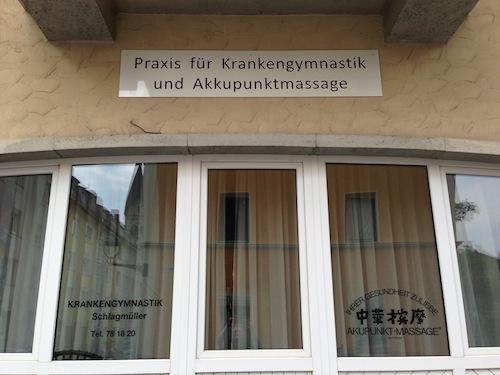 Praxis für Krankengymnastik
und Akkupunktmassage
KRANKENGYMNASTIK
Schlagmüller
Tel. 78 18 20
IHRER GESUNDHEIT ZULIEBE
中華按摩
AKUPUNKT-MASSAGE®